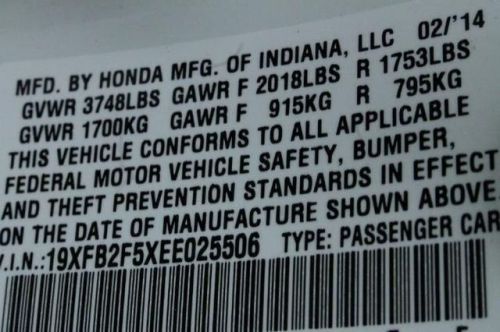 MFD. BY HONDA MFG. OF INDIANA, LLC 02/'14
GVWR 3748LBS GAWR F 2018LBS R 1753LBS
GVWR 1700KG GAWR F 915KG R 795KG
THIS VEHICLE CONFORMS TO ALL APPLICABLE
FEDERAL MOTOR VEHICLE SAFETY, BUMPER,
AND THEFT PREVENTION STANDARDS IN EFFECT
ON THE DATE OF MANUFACTURE SHOWN ABOVE
V.I.N.:19XFB2F5XEE025506 TYPE: PASSENGER CAR